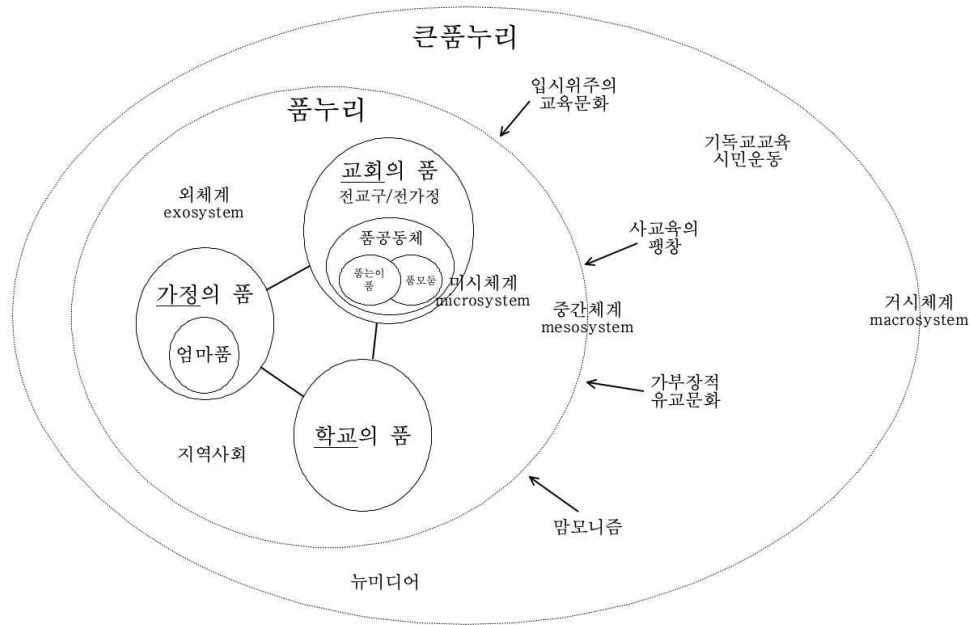 큰품누리
입시위주의
교육문화
품누리
기독교교육
시민운동
교회의 품
전교구/전가정
외체계
exosystem
품공동체
사교육의
팽창
품는이
품
품모둠
미시체계
microsystem
가정의 품
엄마품
중간체계
mesosystem
거시체계
macrosystem
가부장적
유교문화
학교의 품
지역사회
맘모니즘
뉴미디어